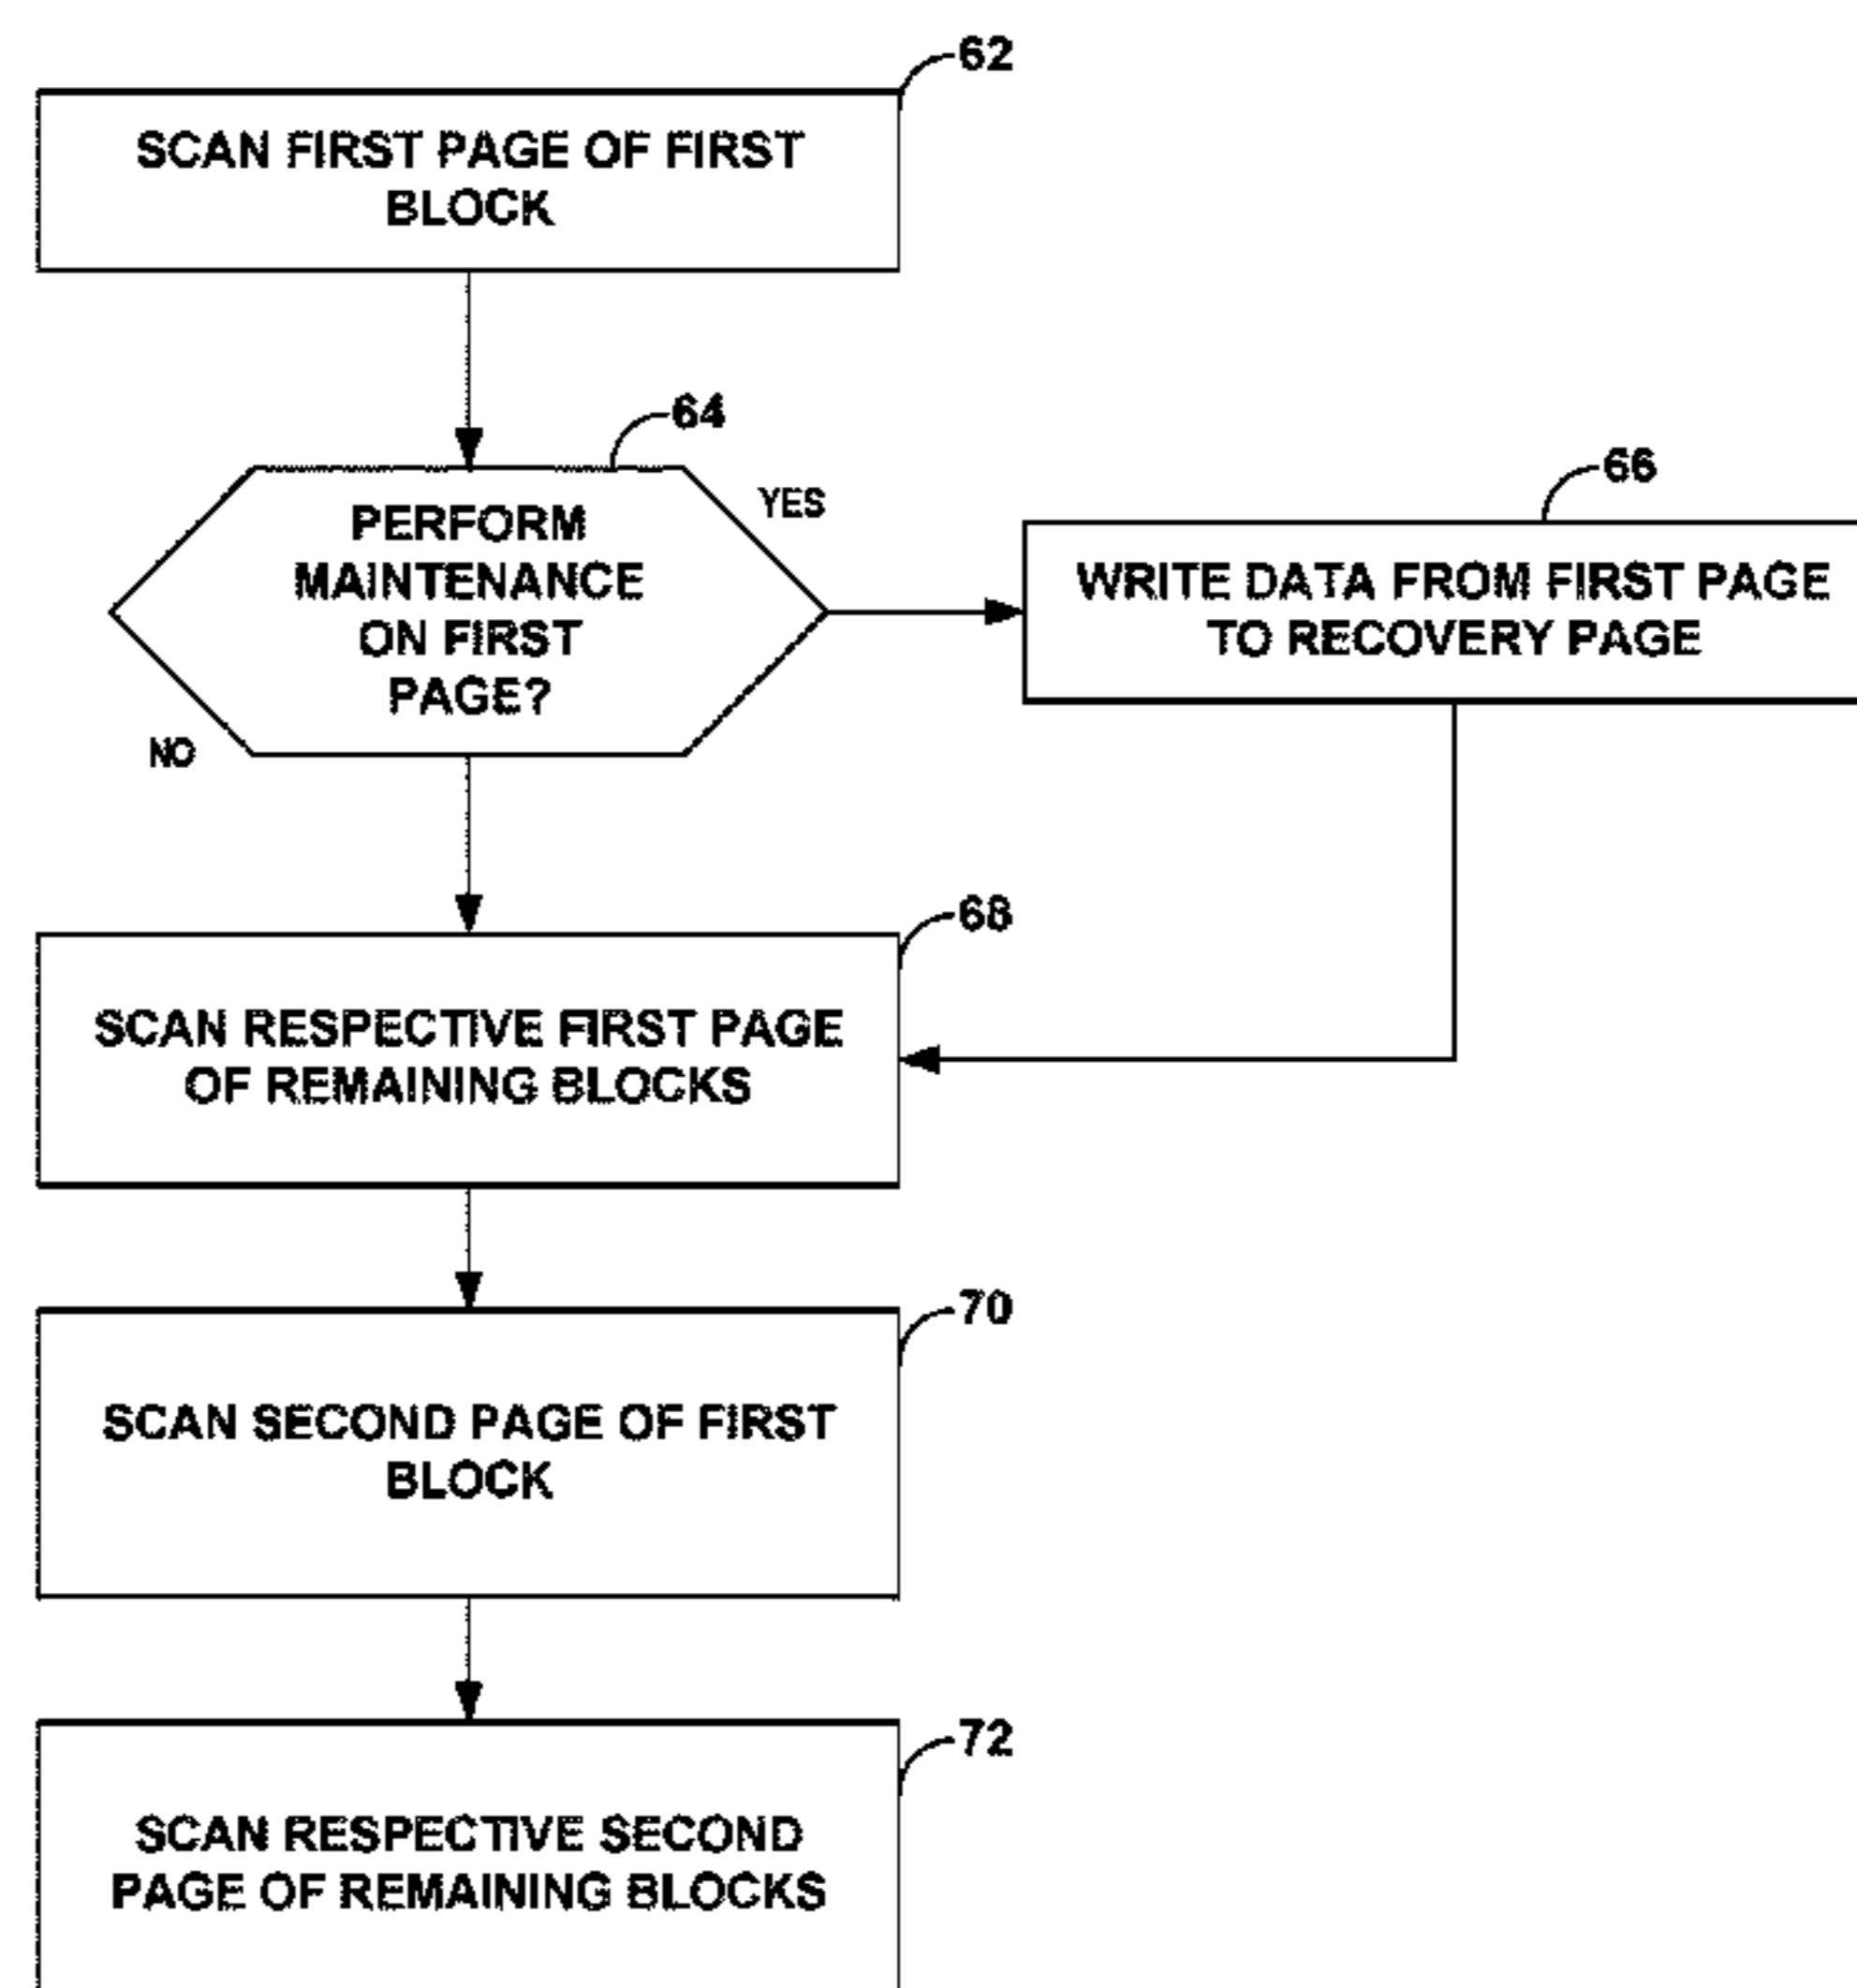 62
SCAN FIRST PAGE OF FIRST
BLOCK
64
YES
PERFORM
MAINTENANCE
ON FIRST
PAGE?
NO
66
WRITE DATA FROM FIRST PAGE
TO RECOVERY PAGE
68
SCAN RESPECTIVE FIRST PAGE
OF REMAINING BLOCKS
70
SCAN SECOND PAGE OF FIRST
BLOCK
72
SCAN RESPECTIVE SECOND
PAGE OF REMAINING BLOCKS